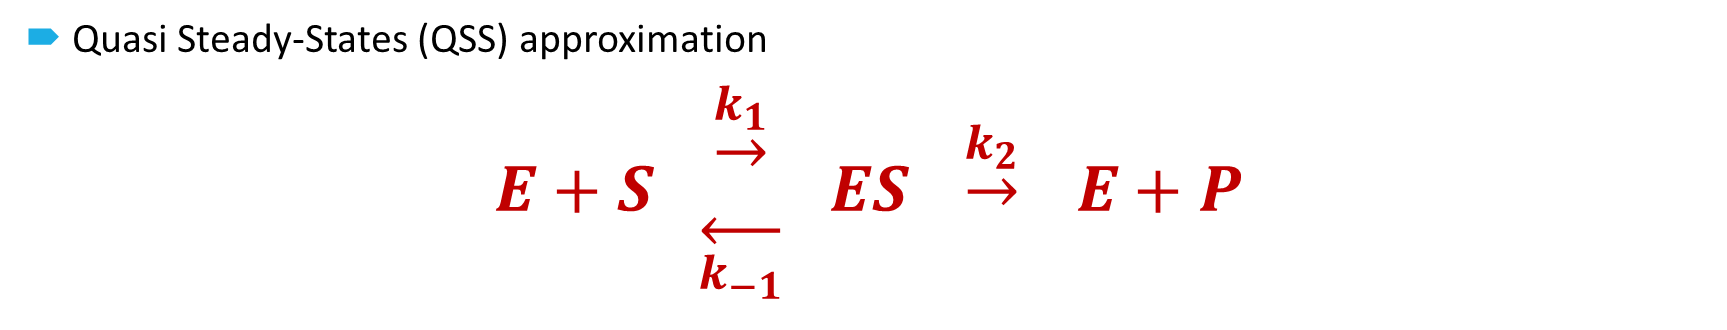 Quasi Steady-States (QSS) approximation
k₁ k₂
E + S → ES → E + P
←
k₋₁